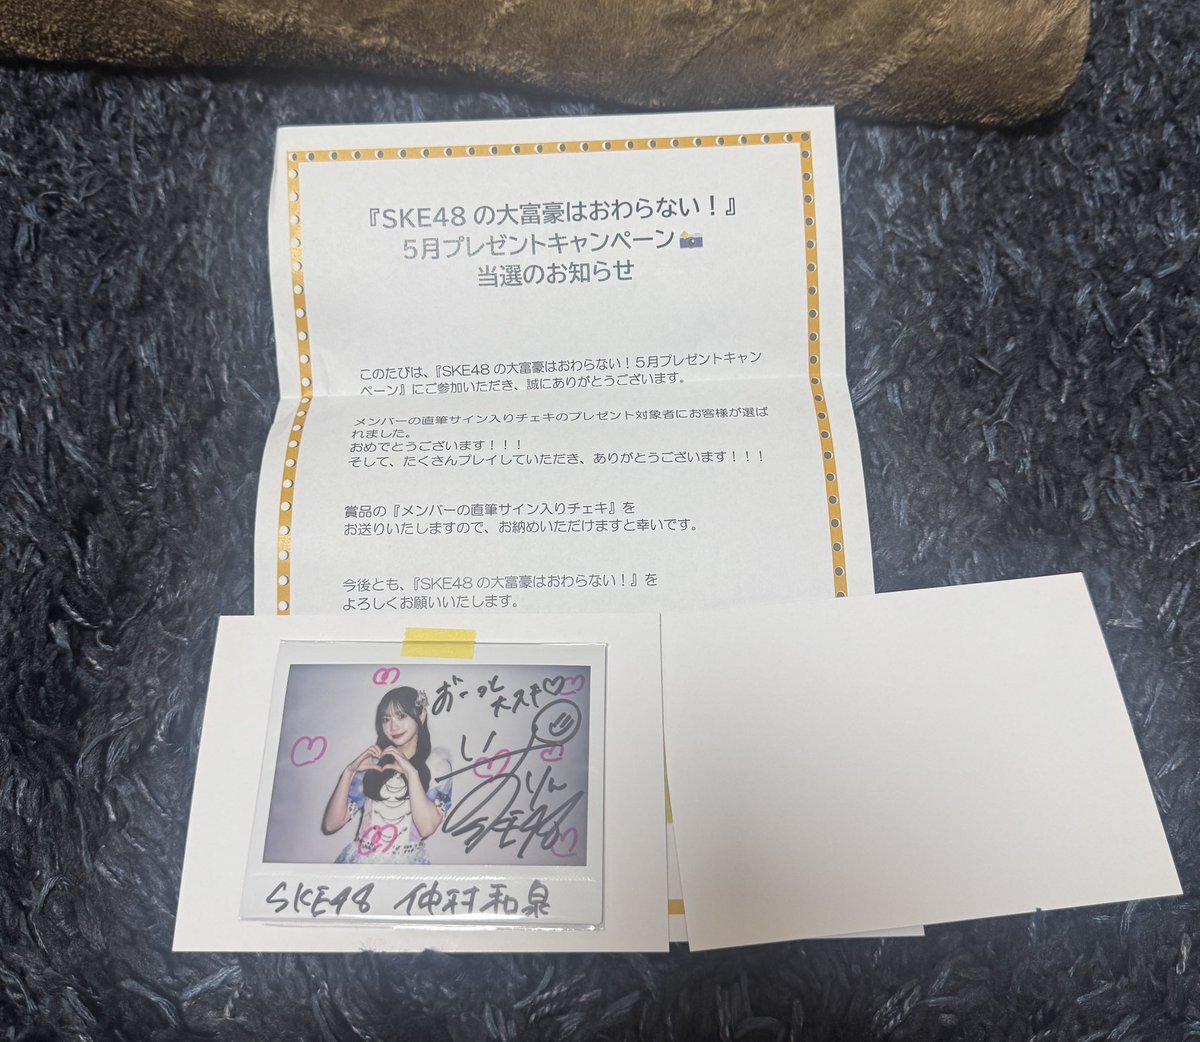 『SKE48 の大富豪はおわらない！』
５月プレゼントキャンペーン
当選のお知らせ
このたびは、『SKE48 の大富豪はおわらない！５月プレゼントキャン
ペーン』にご参加いただき、誠にありがとうございます。
メンバーの直筆サイン入りチェキのプレゼント対象者にお客様が選ば
れました。
おめでとうございます！！！
そして、たくさんプレイしていただき、ありがとうございます！！！
賞品の『メンバーの直筆サイン入りチェキ』を
お送りいたしますので、お納めいただけますと幸いです。
今後とも、『SKE48 の大富豪はおわらない！』を
よろしくお願いいたします。
大スキ♡
SKE48
SKE48 仲村和泉